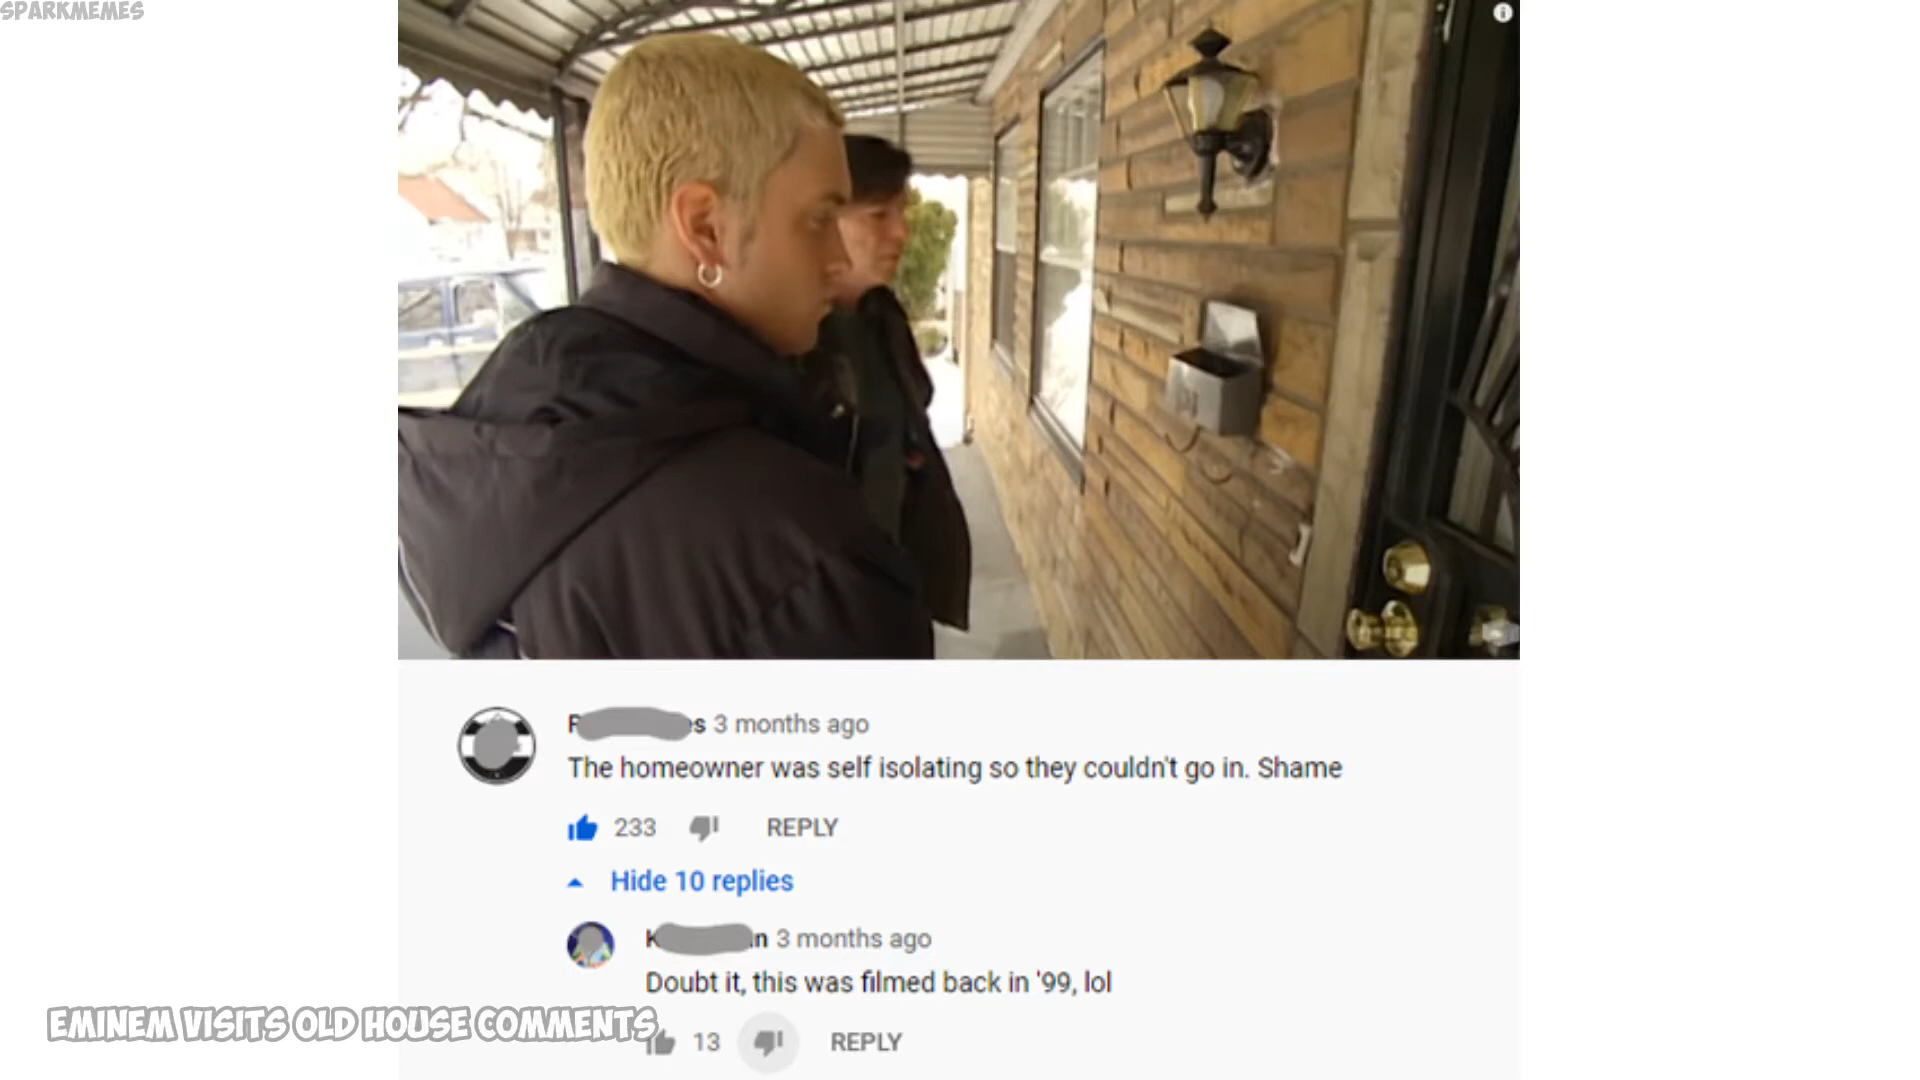 SPARKMEMES
3 months ago
The homeowner was self isolating so they couldn't go in. Shame
233 REPLY
Hide 10 replies
3 months ago
Doubt it, this was filmed back in '99, lol
EMINEM VISITS OLD HOUSE COMMENTS
13 REPLY